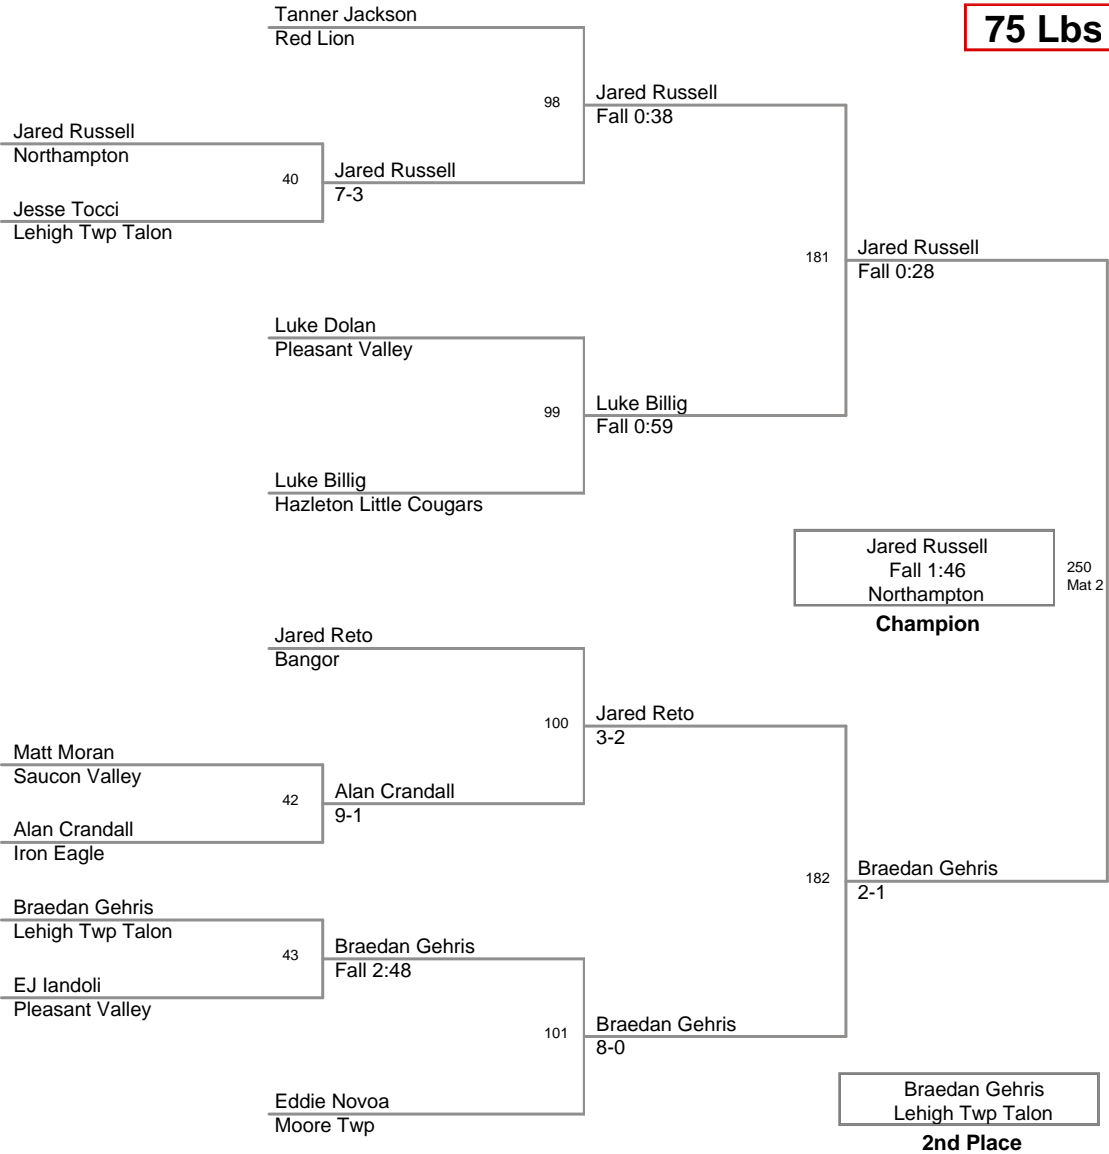 Tanner Jackson
Red Lion
75 Lbs
98
Jared Russell
Fall 0:38
Jared Russell
Northampton
40
Jared Russell
7-3
Jesse Tocci
Lehigh Twp Talon
181
Jared Russell
Fall 0:28
Luke Dolan
Pleasant Valley
99
Luke Billig
Fall 0:59
Luke Billig
Hazleton Little Cougars
Jared Russell
Fall 1:46
Northampton
Champion
250
Mat 2
Jared Reto
Bangor
100
Jared Reto
3-2
Matt Moran
Saucon Valley
42
Alan Crandall
9-1
Alan Crandall
Iron Eagle
182
Braedan Gehris
2-1
Braedan Gehris
Lehigh Twp Talon
43
Braedan Gehris
Fall 2:48
EJ Iandoli
Pleasant Valley
101
Braedan Gehris
8-0
Eddie Novoa
Moore Twp
Braedan Gehris
Lehigh Twp Talon
2nd Place